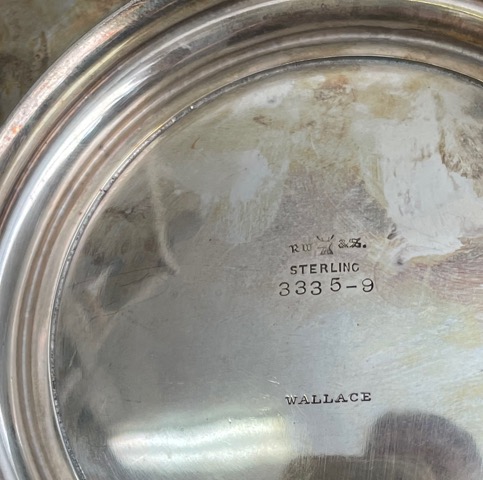 RW & S.
STERLING
3335-9
WALLACE